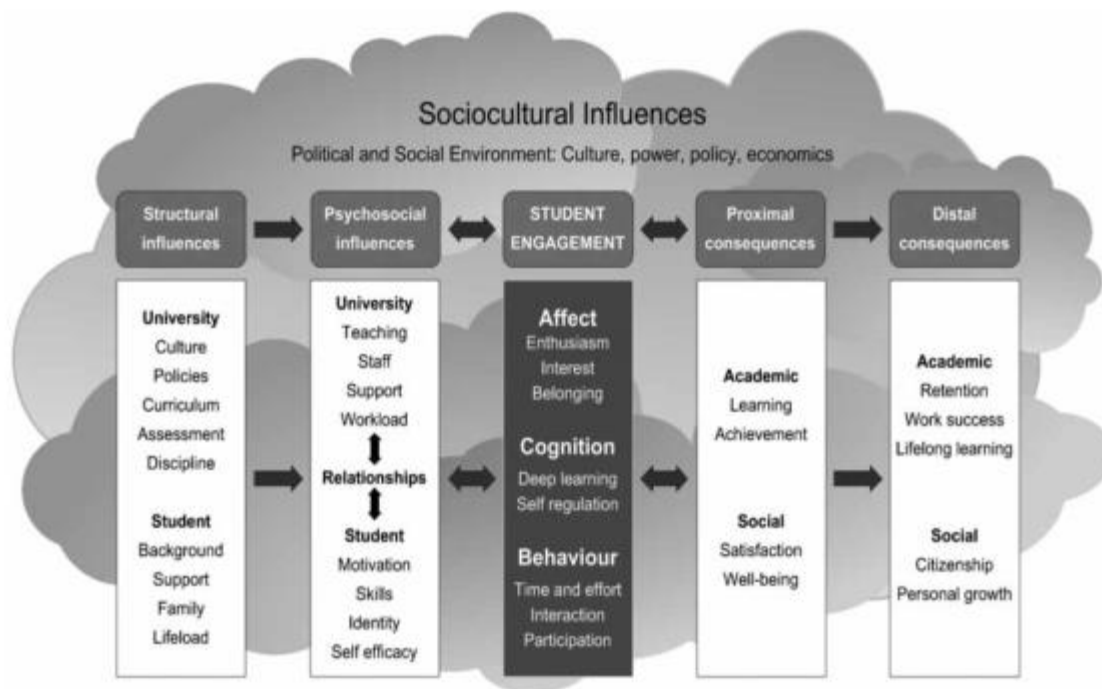 Sociocultural Influences
Political and Social Environment: Culture, power, policy, economics
Structural
influences
Psychosocial
influences
STUDENT
ENGAGEMENT
Proximal
consequences
Distal
consequences
University
Culture
Policies
Curriculum
Assessment
Discipline
Student
Background
Support
Family
Lifeload
University
Teaching
Staff
Support
Workload
Relationships
Student
Motivation
Skills
Identity
Self efficacy
Affect
Enthusiasm
Interest
Belonging
Cognition
Deep learning
Self regulation
Behaviour
Time and effort
Interaction
Participation
Academic
Learning
Achievement
Social
Satisfaction
Well-being
Academic
Retention
Work success
Lifelong learning
Social
Citizenship
Personal growth